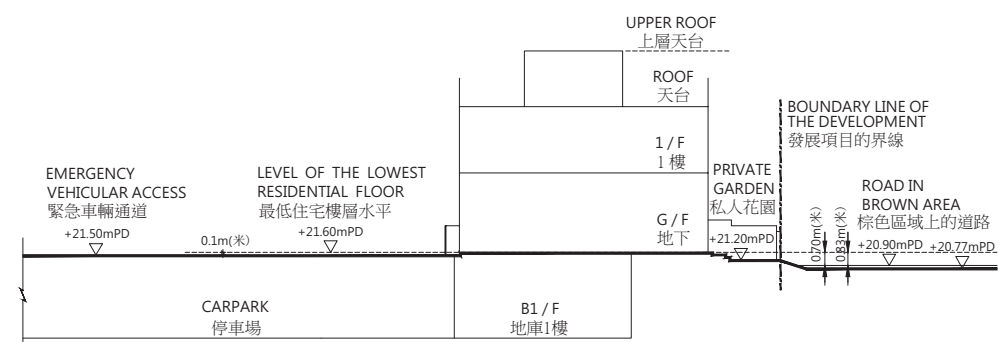 UPPER ROOF
上層天台
ROOF
天台
BOUNDARY LINE OF
THE DEVELOPMENT
發展項目的界線
1 / F
1 樓
EMERGENCY
VEHICULAR ACCESS
緊急車輛通道
+21.50mPD
0.1m(米)
LEVEL OF THE LOWEST
RESIDENTIAL FLOOR
最低住宅樓層水平
+21.60mPD
PRIVATE
GARDEN
私人花園
+21.20mPD
G / F
地下
0.70m(米)
0.83m(米)
ROAD IN
BROWN AREA
棕色區域上的道路
+20.90mPD
+20.77mPD
CARPARK
停車場
B1 / F
地庫1樓